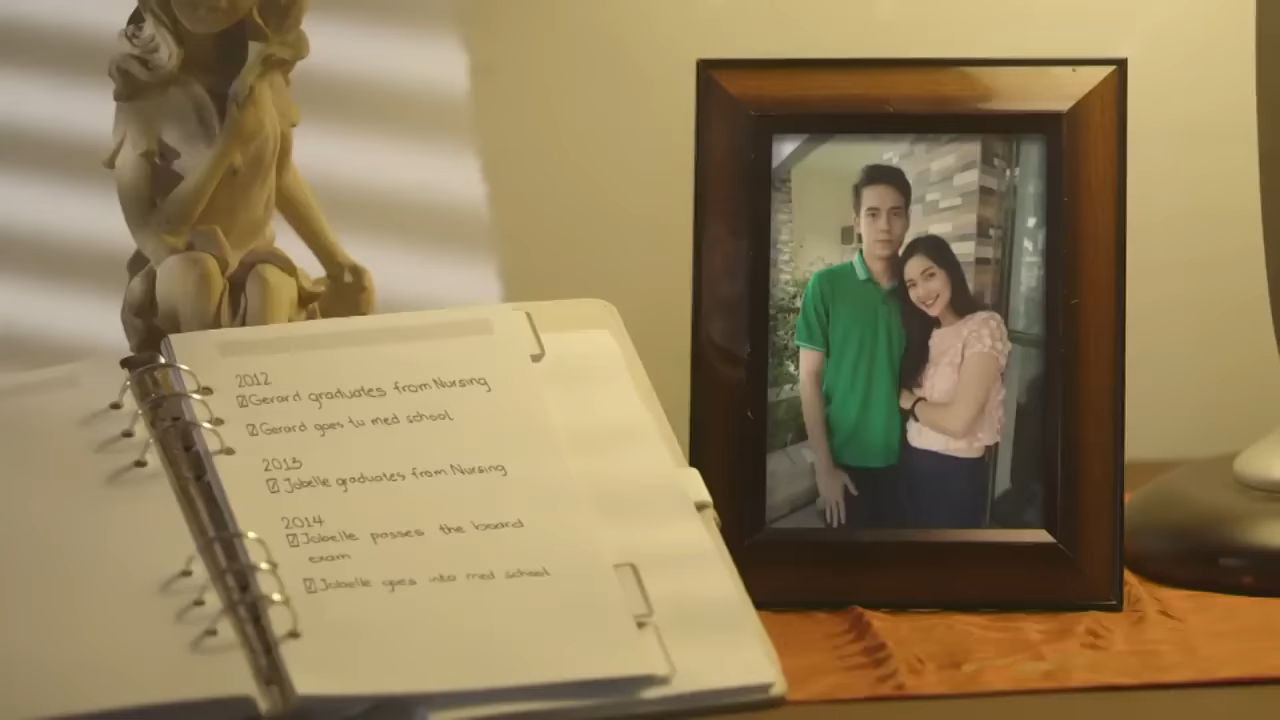 2012
☑Gerard graduates from Nursing
☑Gerard goes to med school
2013
☑Jobelle graduates from Nursing
2014
☑Jobelle passes the board
exam
☑Jobelle goes into med school